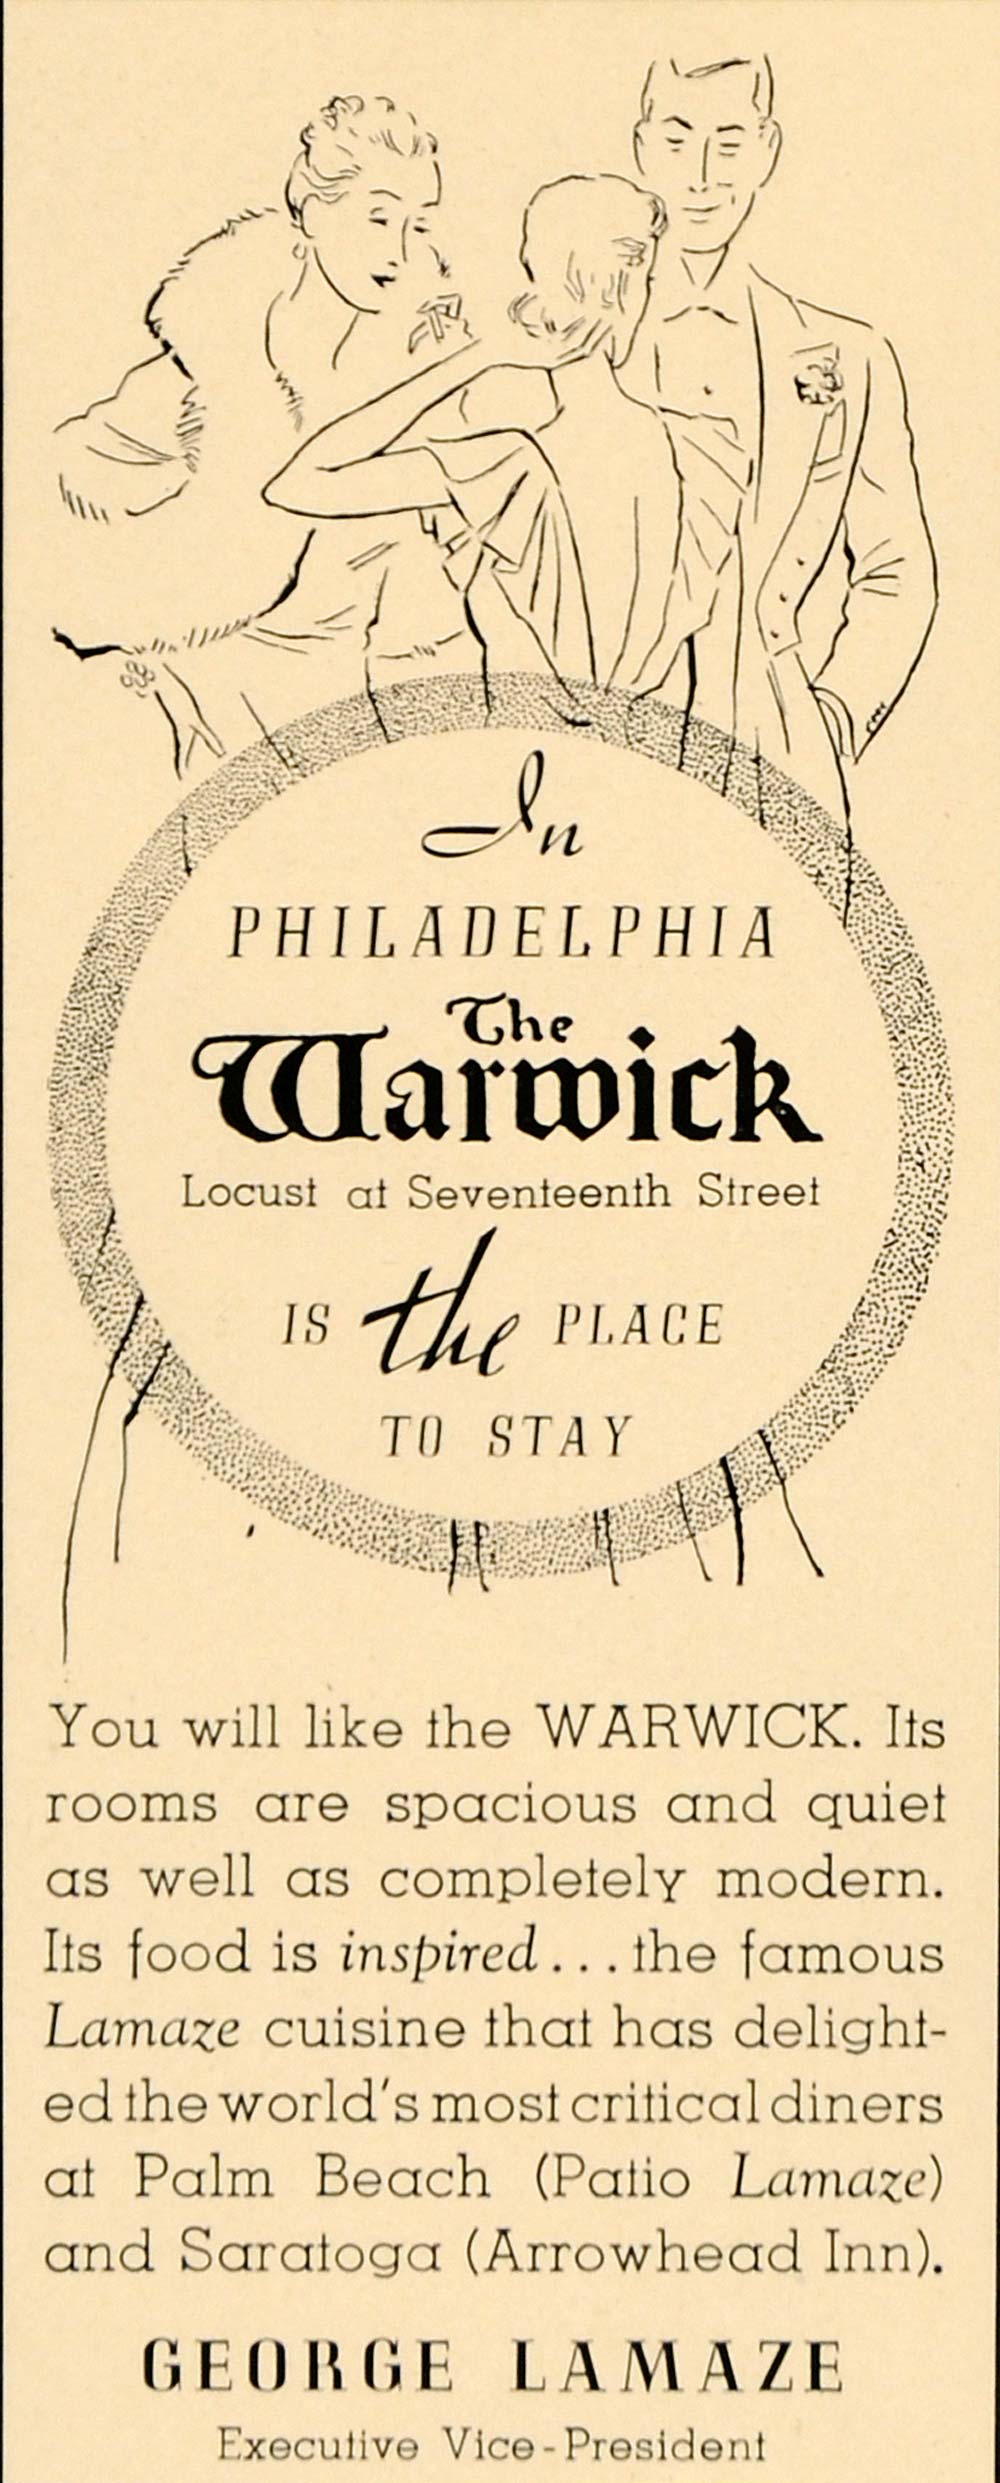 In
PHILADELPHIA
The
Warwick
Locust at Seventeenth Street
IS the PLACE
TO STAY
You will like the WARWICK. Its
rooms are spacious and quiet
as well as completely modern.
Its food is inspired...the famous
Lamaze cuisine that has delight-
ed the world's most critical diners
at Palm Beach (Patio Lamaze)
and Saratoga (Arrowhead Inn).
GEORGE LAMAZE
Executive Vice-President